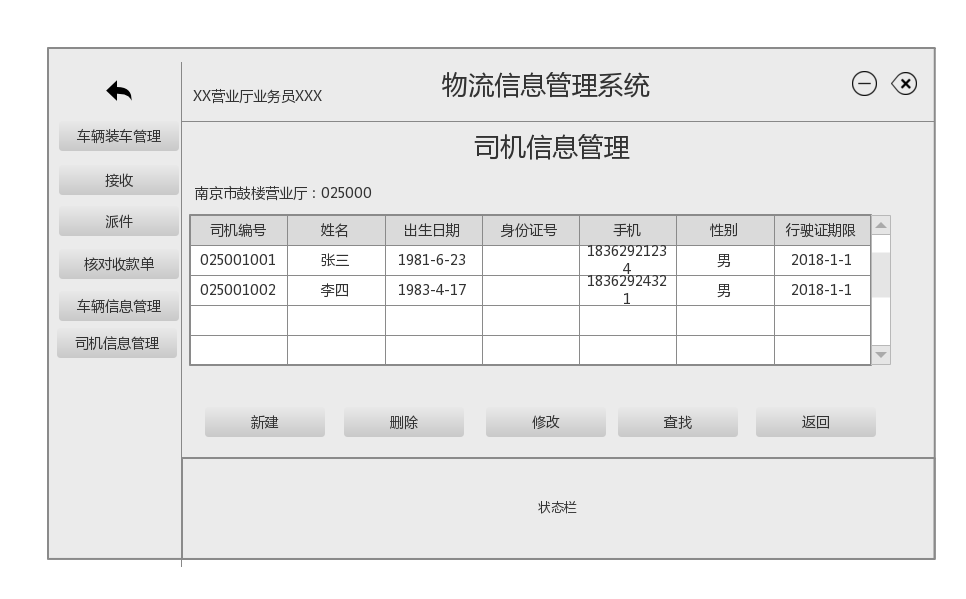 物流信息管理系统
XX营业厅业务员XXX
车辆装车管理
接收
派件
核对收款单
车辆信息管理
司机信息管理
司机信息管理
南京市鼓楼营业厅：025000
司机编号 姓名 出生日期 身份证号 手机 性别 行驶证期限
025001001 张三 1981-6-23 18362921234 男 2018-1-1
025001002 李四 1983-4-17 18362924321 男 2018-1-1
新建 删除 修改 查找 返回
状态栏